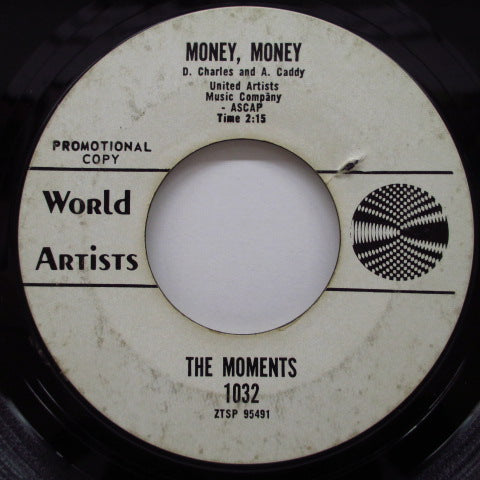 MONEY, MONEY
D. Charles and A. Caddy
United Artists
Music Company
- ASCAP
Time 2:15
PROMOTIONAL
COPY
World
Artists
THE MOMENTS
1032
ZTSP 95491